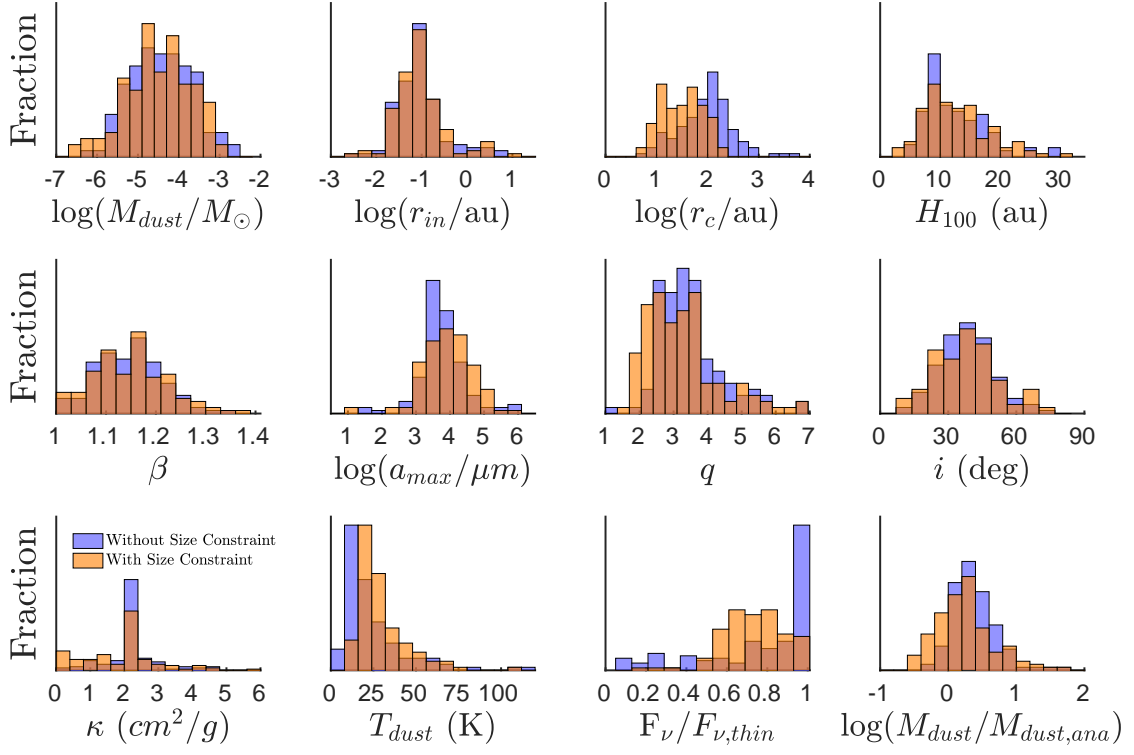 Fraction
-7 -6 -5 -4 -3 -2
log(M_dust/M_⊙)
-3 -2 -1 0 1
log(r_in/au)
0 1 2 3 4
log(r_c/au)
0 10 20 30
H_100 (au)
Fraction
1 1.1 1.2 1.3 1.4
β
1 2 3 4 5 6
log(a_max/μm)
1 2 3 4 5 6 7
q
0 30 60 90
i (deg)
Fraction
Without Size Constraint
With Size Constraint
0 1 2 3 4 5 6
κ (cm²/g)
0 25 50 75 100
T_dust (K)
0 0.2 0.4 0.6 0.8 1
F_ν/F_ν,thin
-1 0 1 2
log(M_dust/M_dust,ana)